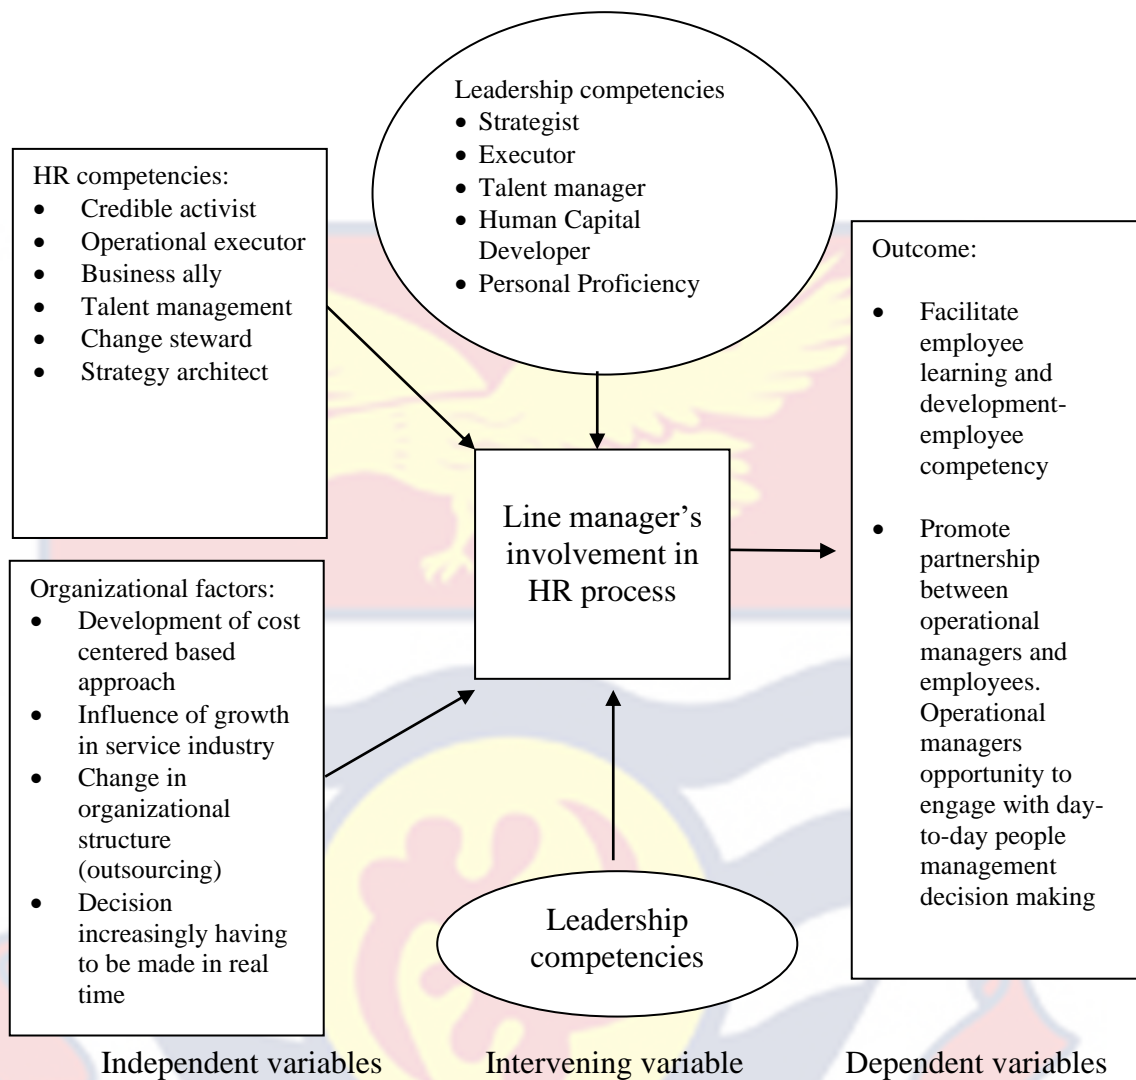 Leadership competencies
• Strategist
• Executor
• Talent manager
• Human Capital
Developer
• Personal Proficiency
HR competencies:
• Credible activist
• Operational executor
• Business ally
• Talent management
• Change steward
• Strategy architect
Organizational factors:
• Development of cost
centered based
approach
• Influence of growth
in service industry
• Change in
organizational
structure
(outsourcing)
• Decision
increasingly having
to be made in real
time
Line manager’s
involvement in
HR process
Leadership
competencies
Outcome:
• Facilitate
employee
learning and
development-
employee
competency
• Promote
partnership
between
operational
managers and
employees.
Operational
managers
opportunity to
engage with day-
to-day people
management
decision making
Independent variables
Intervening variable
Dependent variables